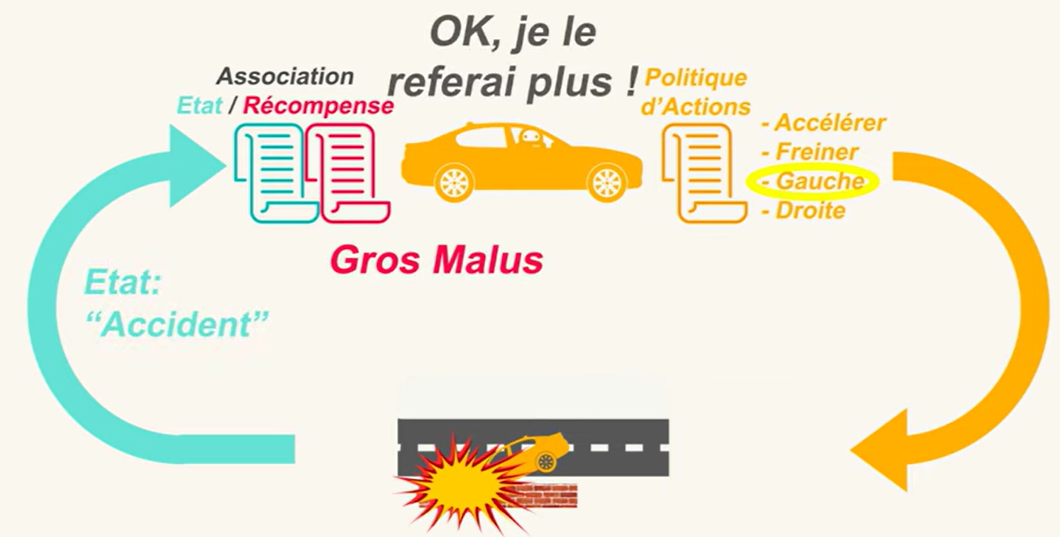 OK, je le
referai plus !
Association
Etat / Récompense
Politique
d'Actions
- Accélérer
- Freiner
- Gauche
- Droite
Gros Malus
Etat:
“Accident”